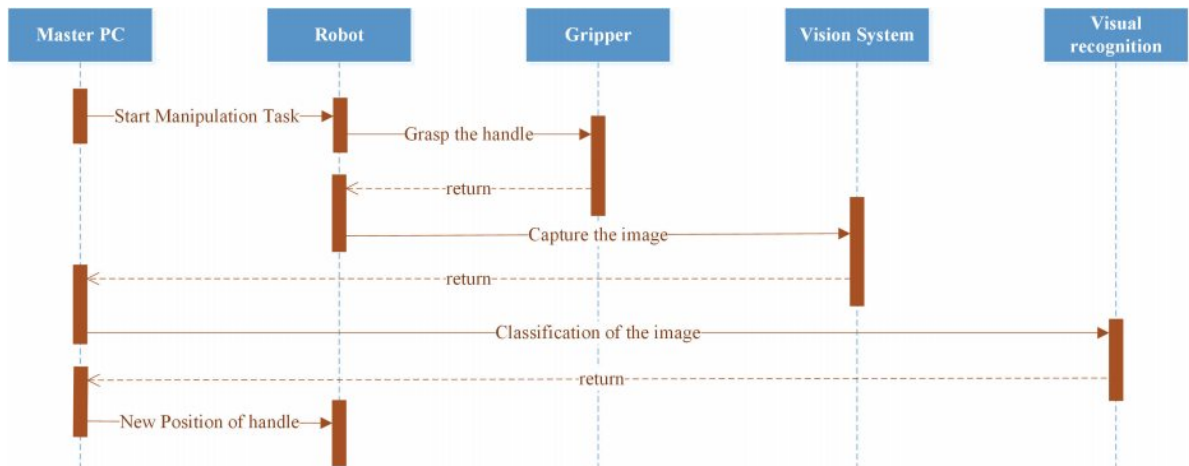 Master PC
Robot
Gripper
Vision System
Visual
recognition
Start Manipulation Task
Grasp the handle
return
Capture the image
return
Classification of the image
return
New Position of handle